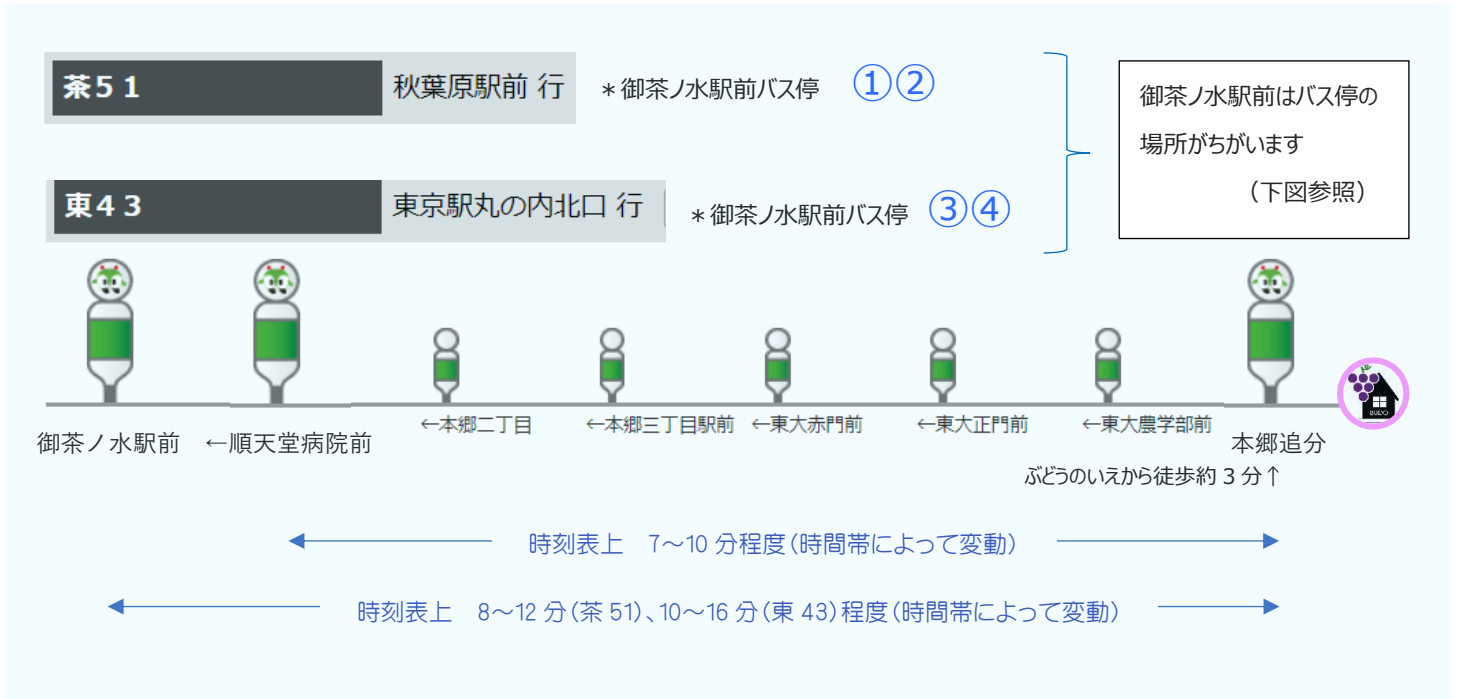 茶51 秋葉原駅前 行 *御茶ノ水駅前バス停 ①②
東43 東京駅丸の内北口 行 *御茶ノ水駅前バス停 ③④
御茶ノ水駅前はバス停の
場所がちがいます
(下図参照)
御茶ノ水駅前 ←順天堂病院前 ←本郷二丁目 ←本郷三丁目駅前 ←東大赤門前 ←東大正門前 ←東大農学部前 本郷追分
BUDO
ぶどうのいえから徒歩約3分↑
時刻表上 7~10分程度(時間帯によって変動)
時刻表上 8~12分(茶51)、10~16分(東43)程度(時間帯によって変動)